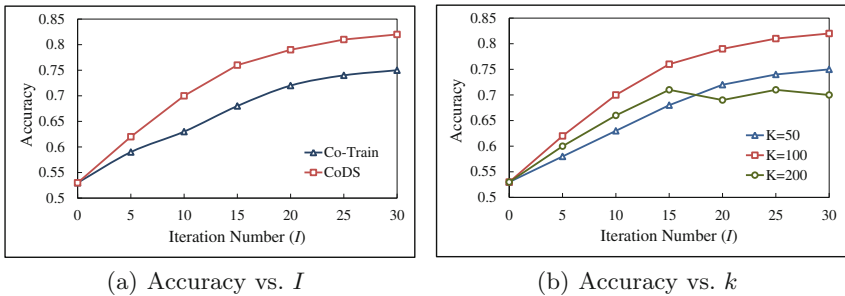 0.85
0.8
0.75
0.7
0.65
0.6
0.55
0.5
Accuracy
0 5 10 15 20 25 30
Iteration Number (I)
Co-Train
CoDS
(a) Accuracy vs. I
0.85
0.8
0.75
0.7
0.65
0.6
0.55
0.5
Accuracy
0 5 10 15 20 25 30
Iteration Number (I)
K=50
K=100
K=200
(b) Accuracy vs. k